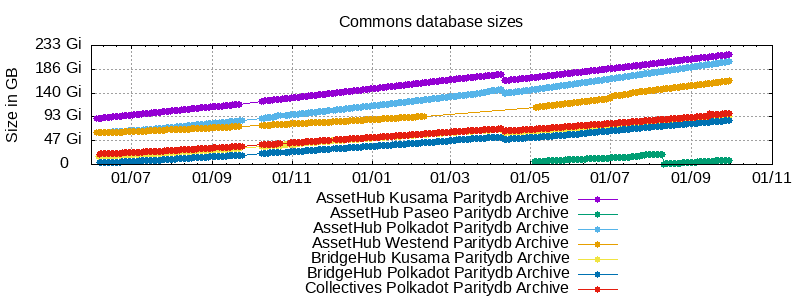 Commons database sizes
Size in GB
233 Gi
186 Gi
140 Gi
93 Gi
47 Gi
0
01/07 01/09 01/11 01/01 01/03 01/05 01/07 01/09 01/11
AssetHub Kusama Paritydb Archive
AssetHub Paseo Paritydb Archive
AssetHub Polkadot Paritydb Archive
AssetHub Westend Paritydb Archive
BridgeHub Kusama Paritydb Archive
BridgeHub Polkadot Paritydb Archive
Collectives Polkadot Paritydb Archive